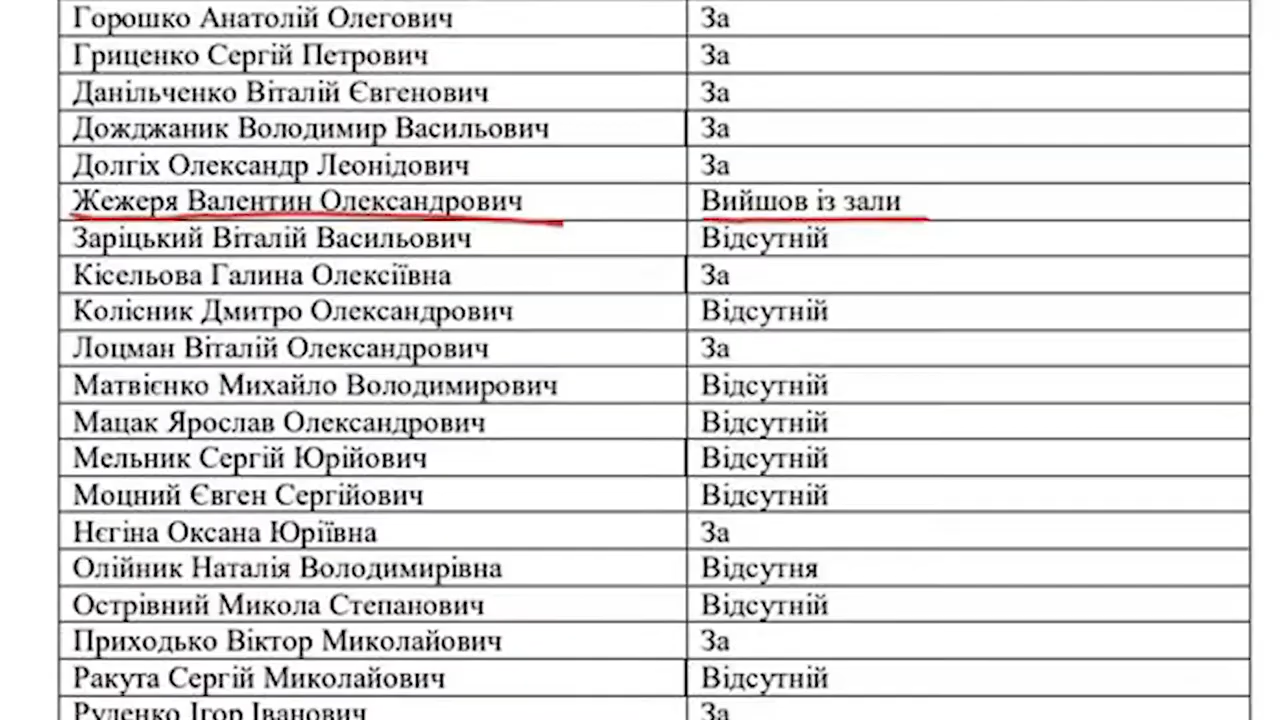 Горошко Анатолій Олегович За
Гриценко Сергій Петрович За
Данільченко Віталій Євгенович За
Дожджаник Володимир Васильович За
Долгіх Олександр Леонідович За
Жежеря Валентин Олександрович Вийшов із зали
Заріцький Віталій Васильович Відсутній
Кісельова Галина Олексіївна За
Колісник Дмитро Олександрович Відсутній
Лоцман Віталій Олександрович За
Матвієнко Михайло Володимирович Відсутній
Мацак Ярослав Олександрович Відсутній
Мельник Сергій Юрійович Відсутній
Моцний Євген Сергійович Відсутній
Нєгіна Оксана Юріївна За
Олійник Наталія Володимирівна Відсутня
Острівний Микола Степанович Відсутній
Приходько Віктор Миколайович За
Ракута Сергій Миколайович Відсутній
Руденко Ігор Іванович За